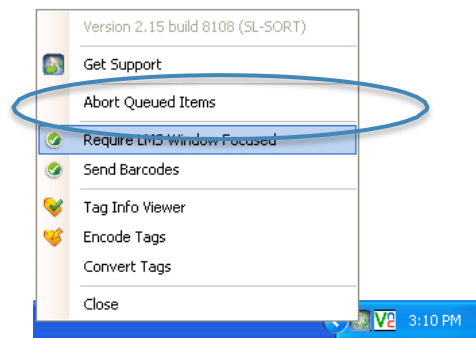 Version 2.15 build 8108 (SL-SORT)
Get Support
Abort Queued Items
Require LMS Window Focused
Send Barcodes
Tag Info Viewer
Encode Tags
Convert Tags
Close
3:10 PM